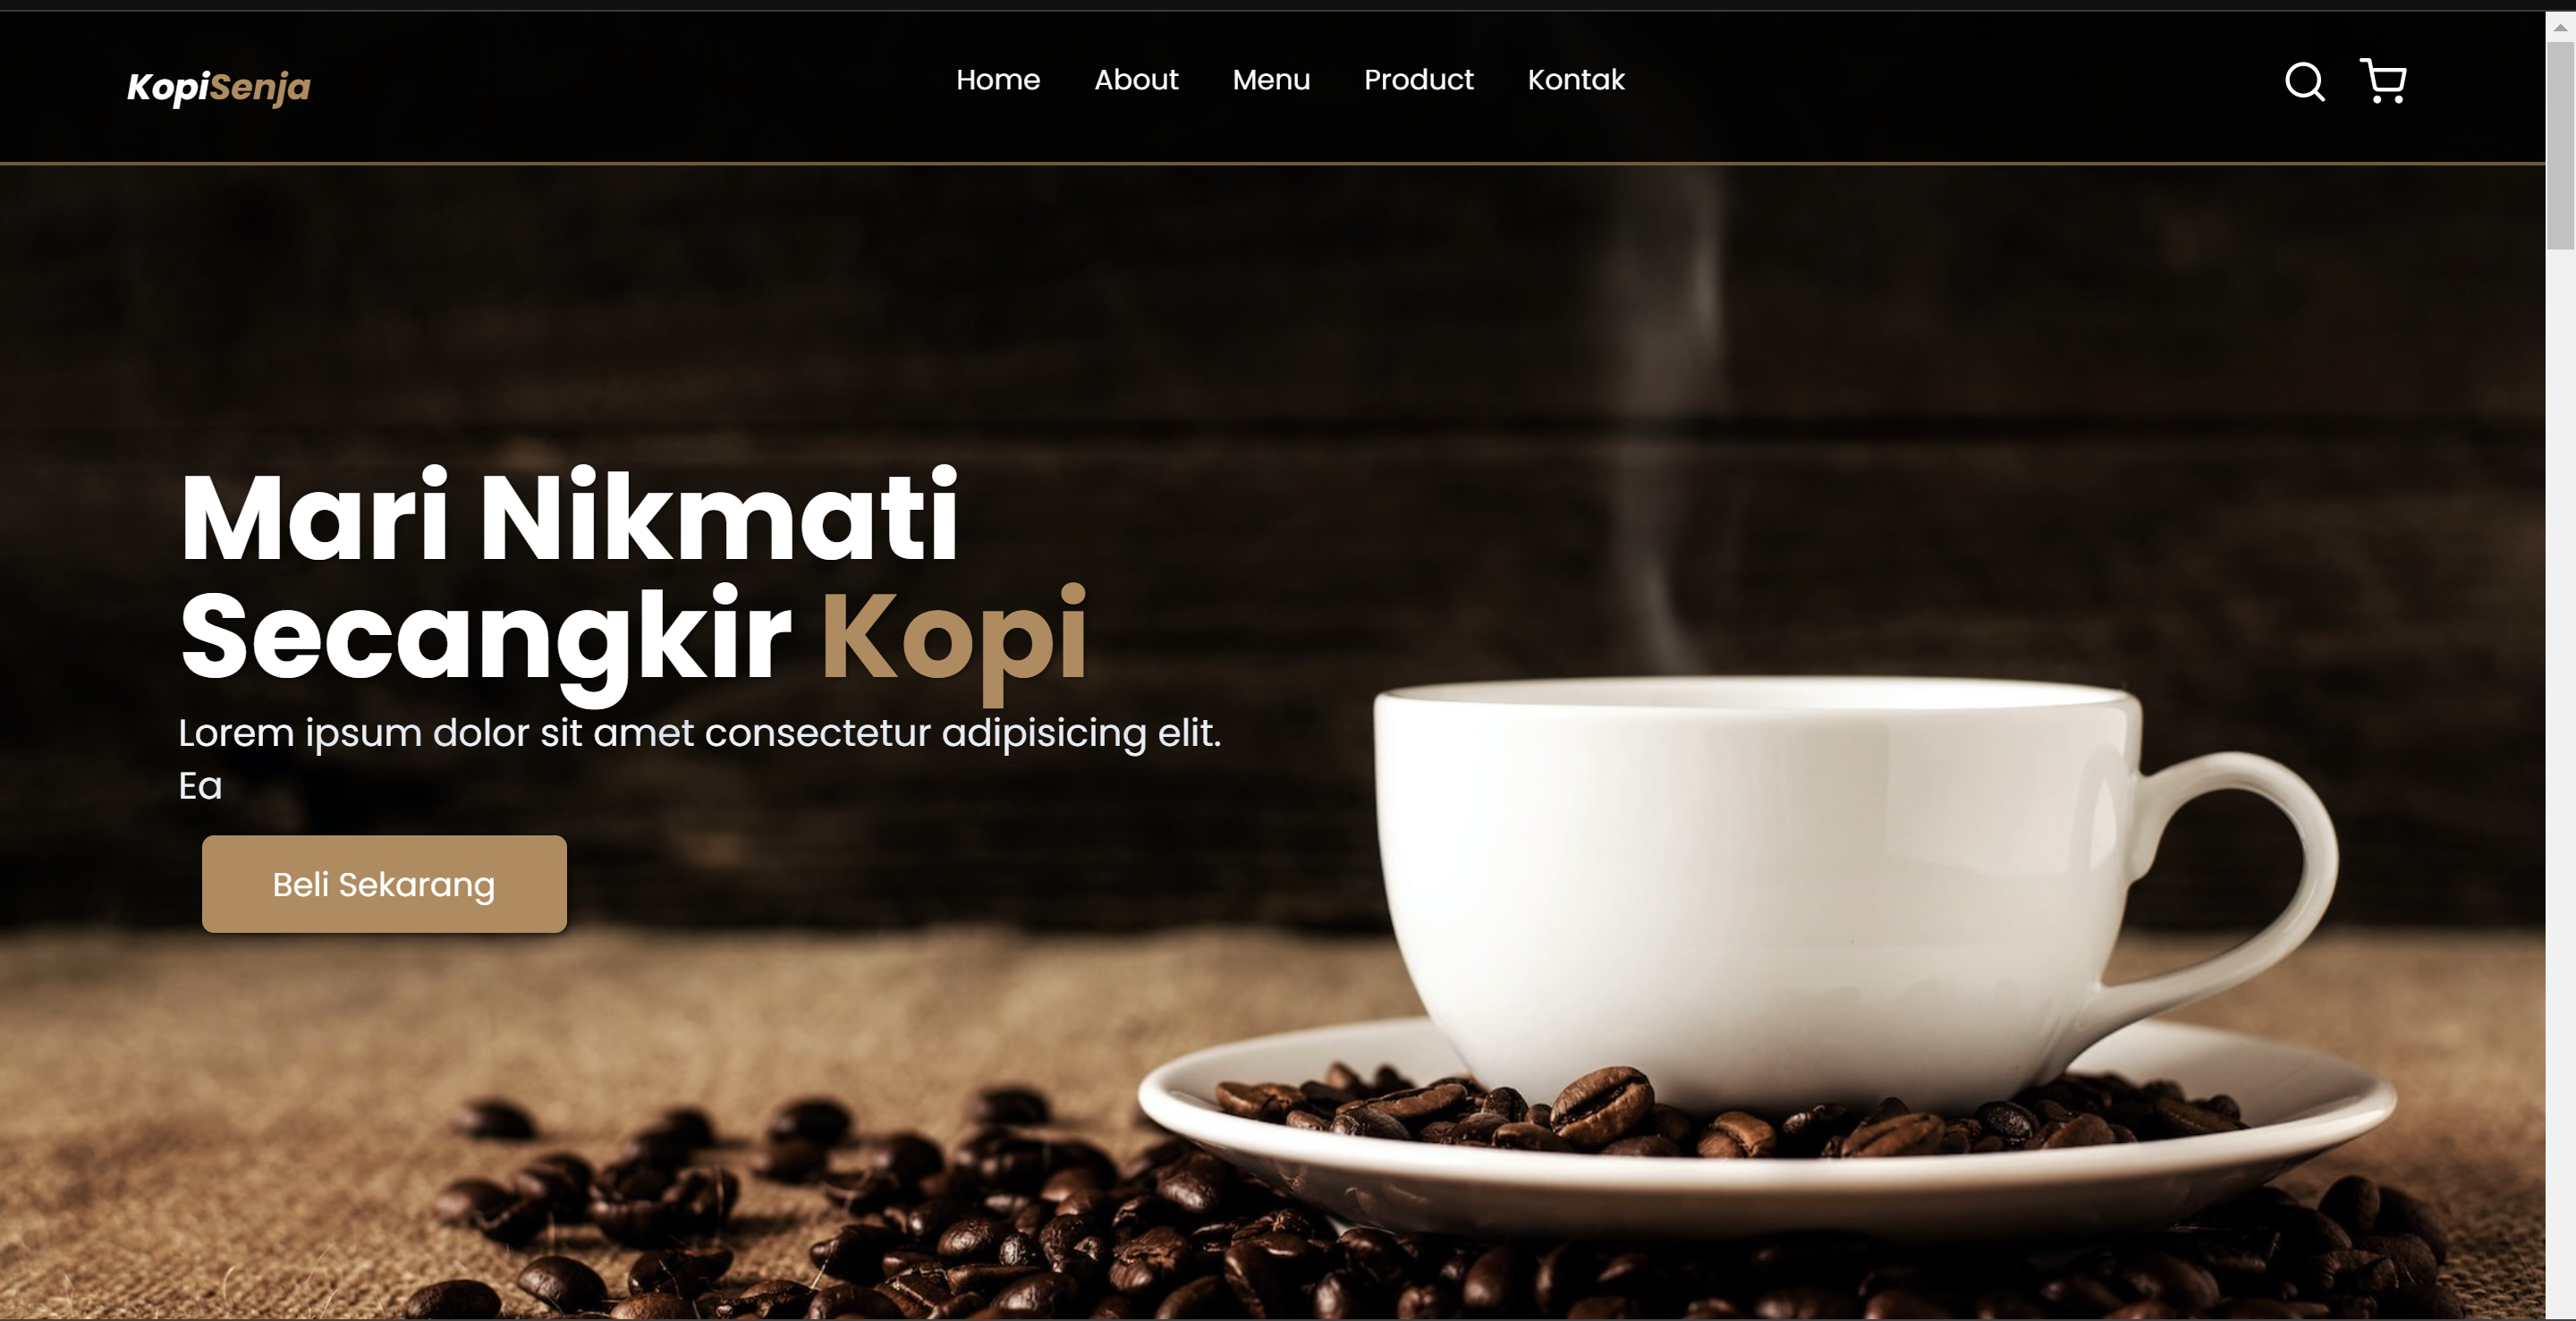 KopiSenja
Home About Menu Product Kontak
Mari Nikmati
Secangkir Kopi
Lorem ipsum dolor sit amet consectetur adipisicing elit.
Ea
Beli Sekarang